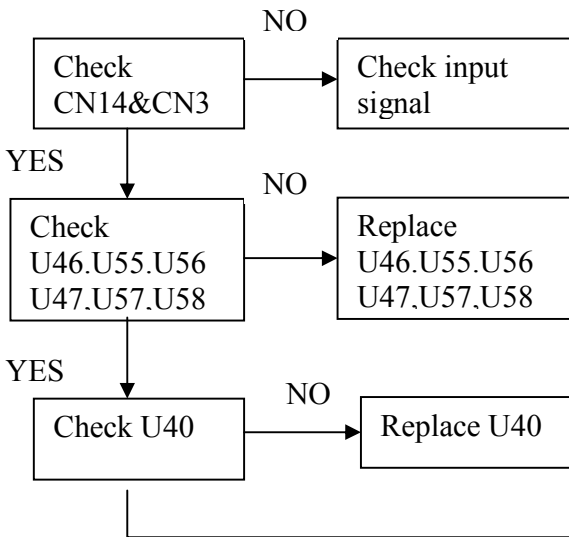 NO
Check
CN14&CN3
Check input
signal
YES
NO
Check
U46.U55.U56
U47,U57,U58
Replace
U46.U55.U56
U47,U57,U58
YES
NO
Check U40
Replace U40